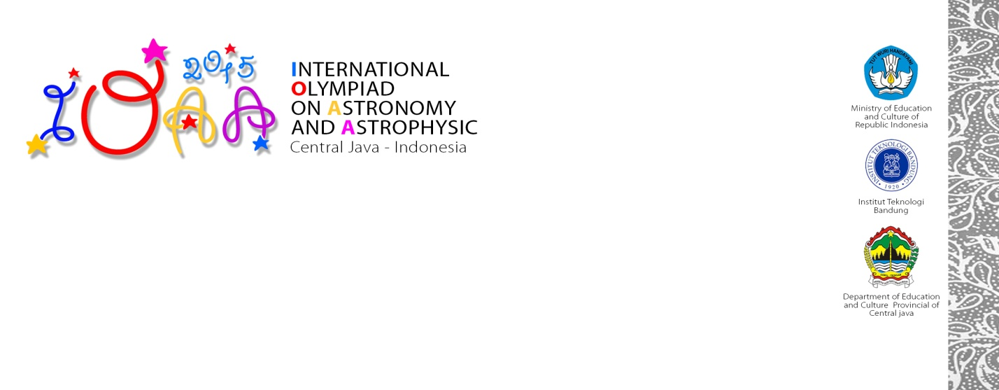 IOAA
2015
INTERNATIONAL
OLYMPIAD
ON ASTRONOMY
AND ASTROPHYSIC
Central Java - Indonesia
TUT WURI HANDAYANI
Ministry of Education
and Culture of
Republic Indonesia
INSTITUT TEKNOLOGI BANDUNG
1920
Institut Teknologi
Bandung
JAWA TENGAH
Department of Education
and Culture Provincial of
Central java